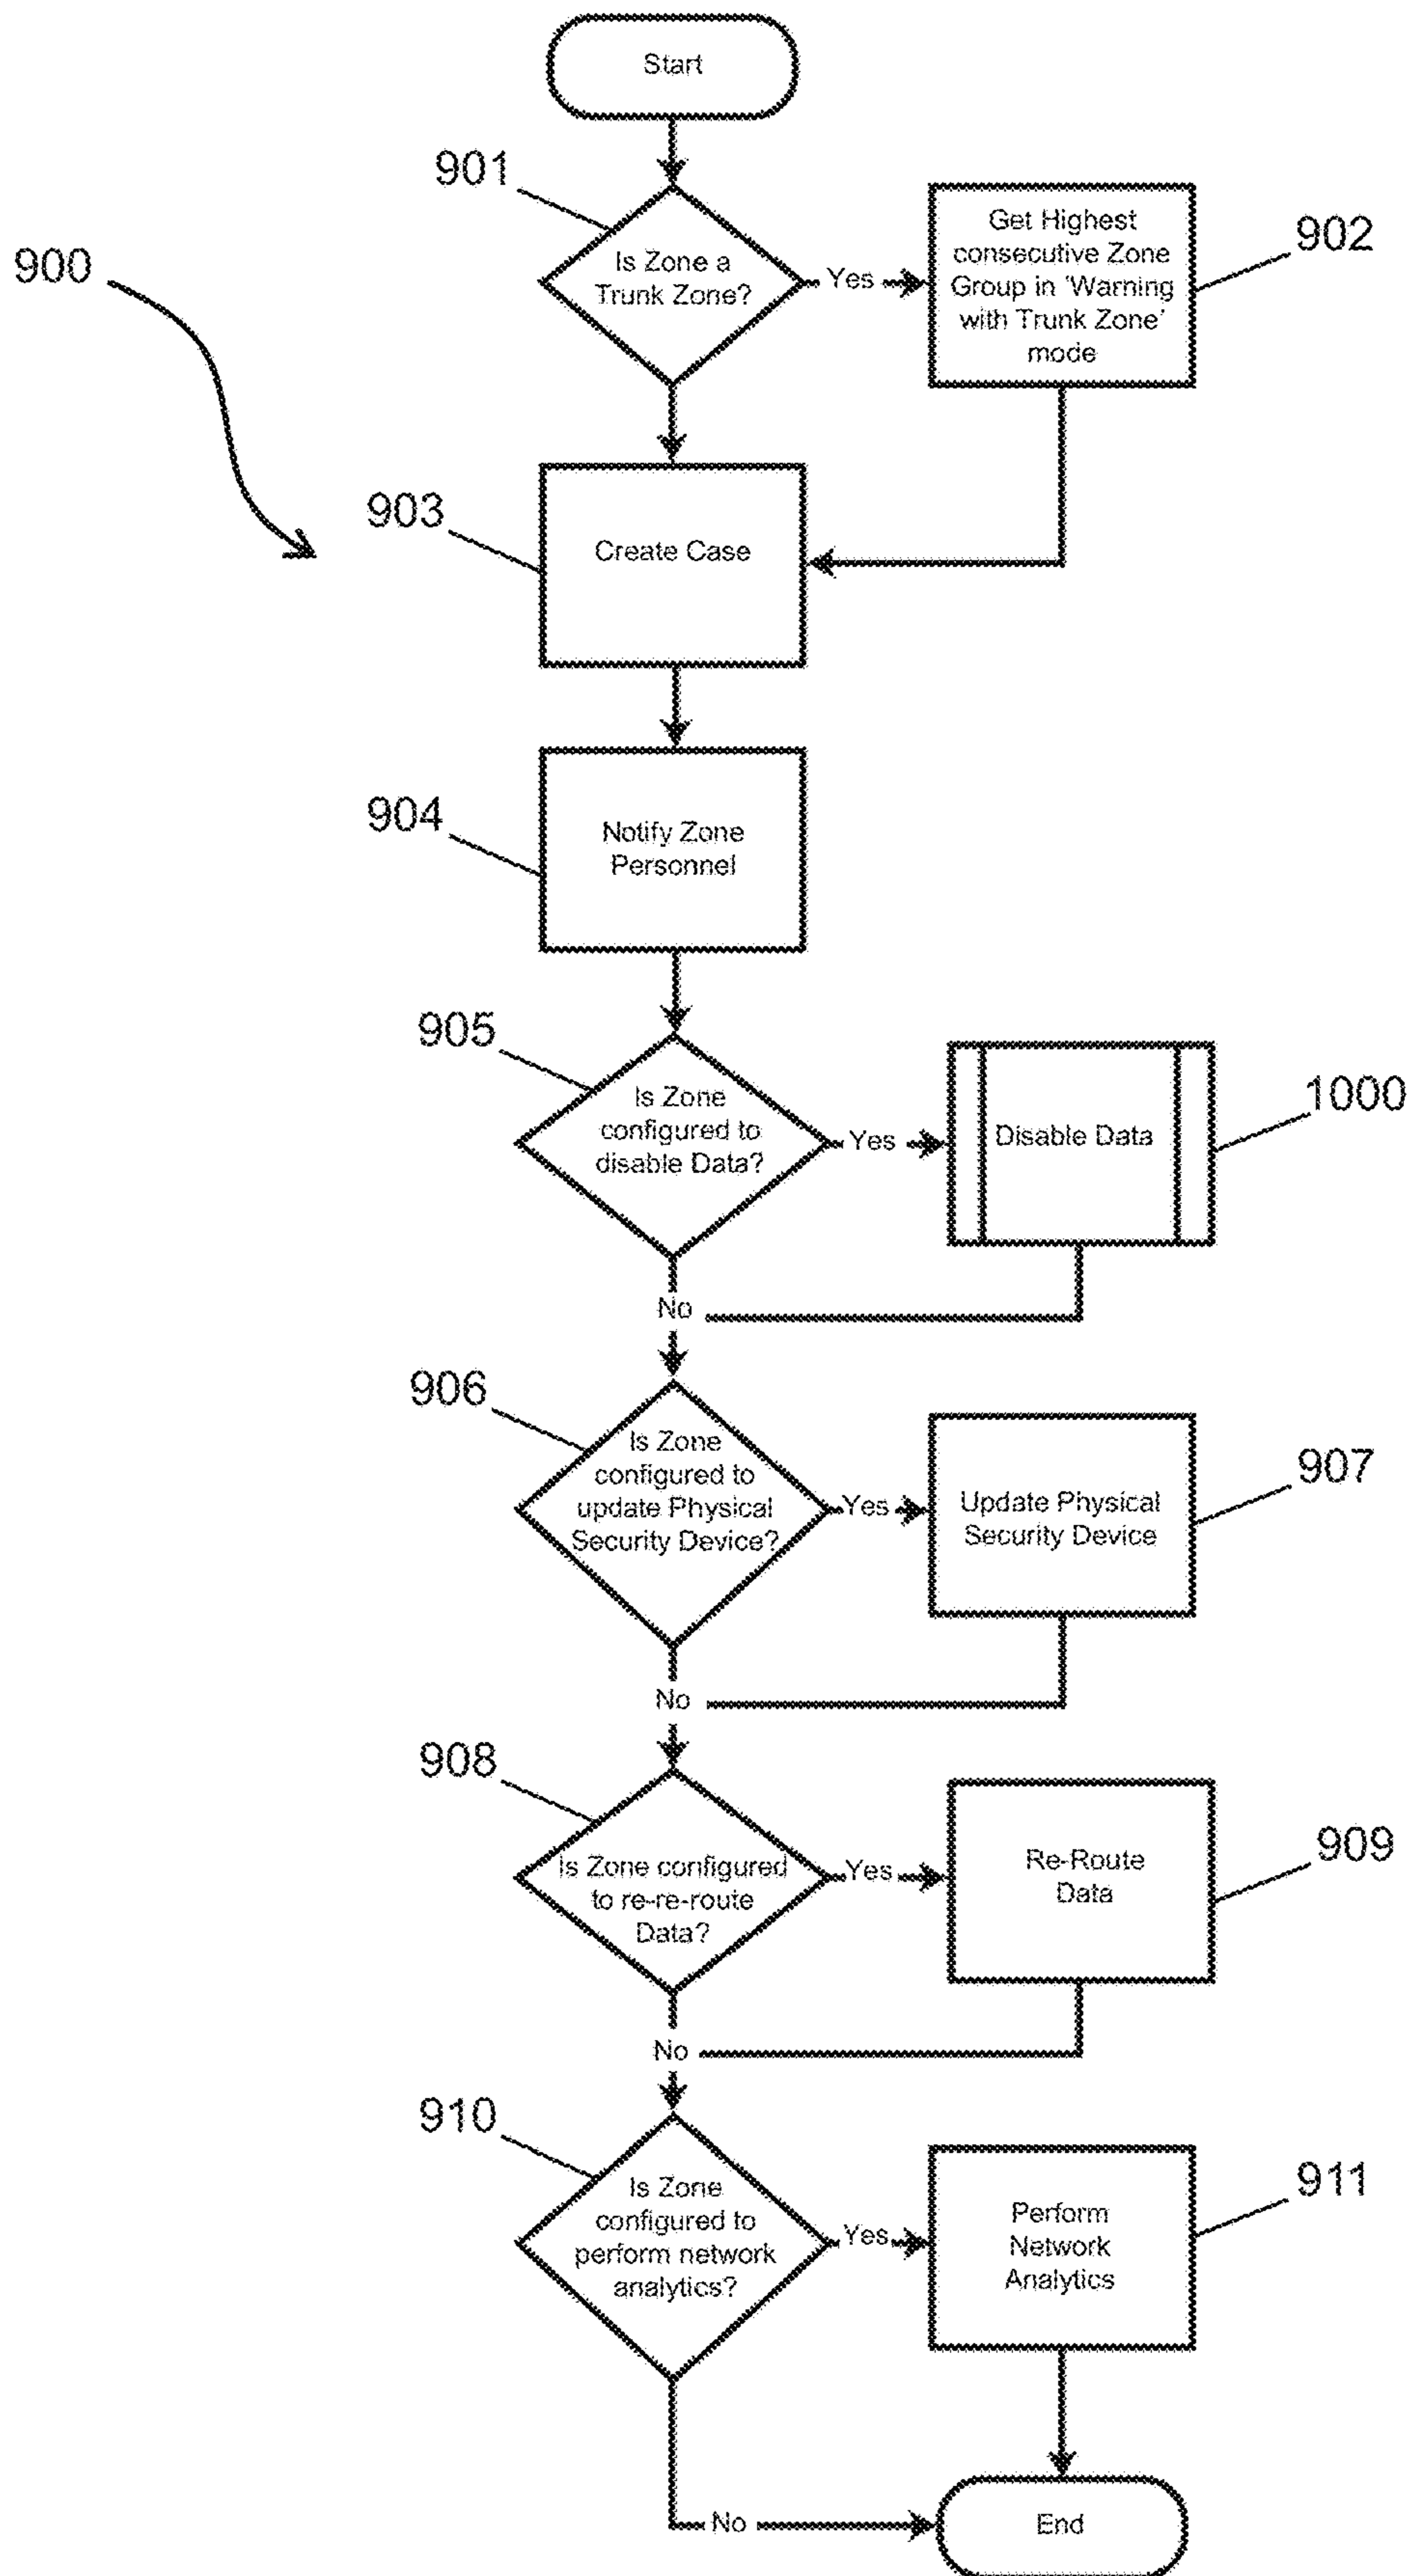 Start
901
900
Is Zone a
Trunk Zone?
Yes
Get Highest
consecutive Zone
Group in 'Warning
with Trunk Zone'
mode
902
903
Create Case
904
Notify Zone
Personnel
905
Is Zone
configured to
disable Data?
Yes
Disable Data
1000
No
906
Is Zone
configured to
update Physical
Security Device?
Yes
Update Physical
Security Device
907
No
908
Is Zone configured
to re-re-route
Data?
Yes
Re-Route
Data
909
No
910
Is Zone
configured to
perform network
analytics?
Yes
Perform
Network
Analytics
911
No
End